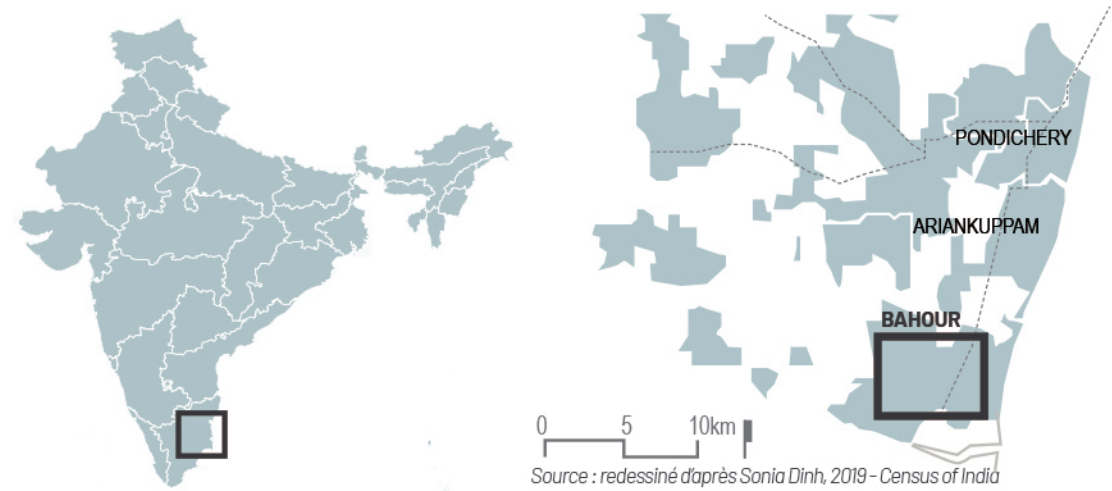 PONDICHERY
ARIANKUPPAM
BAHOUR
0 5 10km
Source : redessiné d'après Sonia Dinh, 2019 - Census of India